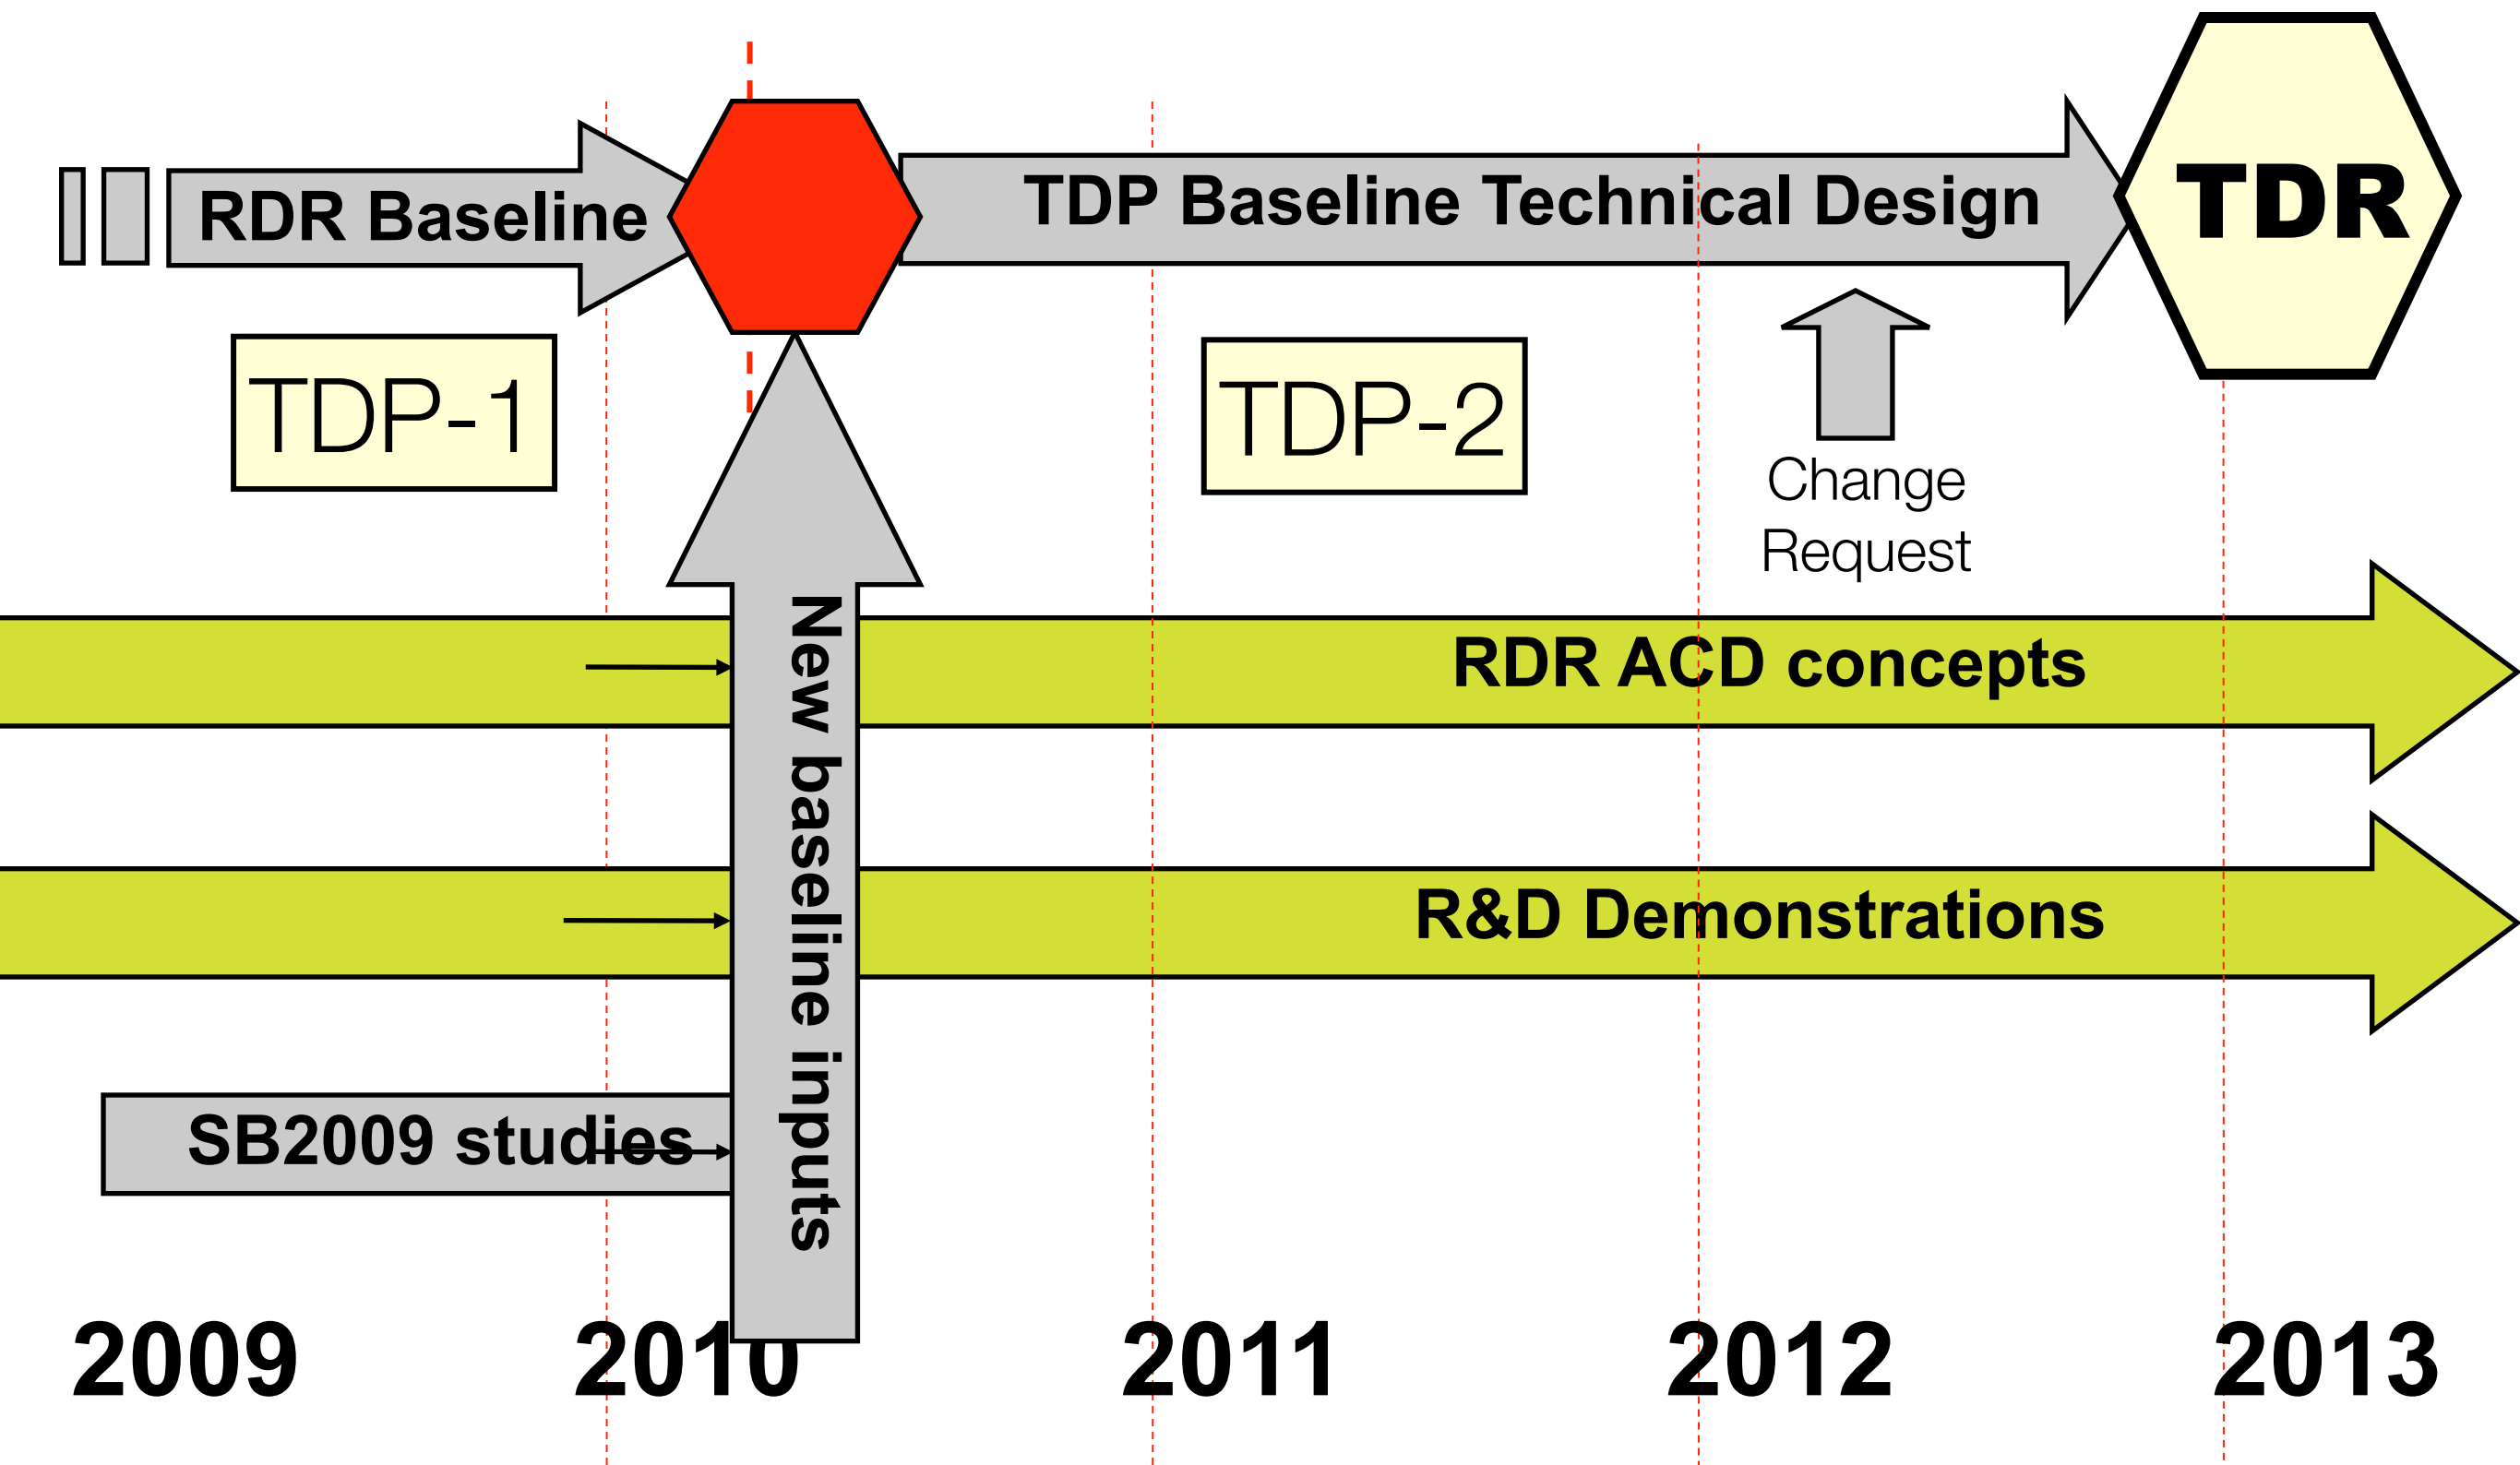 RDR Baseline
TDP Baseline Technical Design
TDR
TDP-1
TDP-2
Change
Request
New baseline inputs
RDR ACD concepts
R&D Demonstrations
SB2009 studies
2009
2010
2011
2012
2013